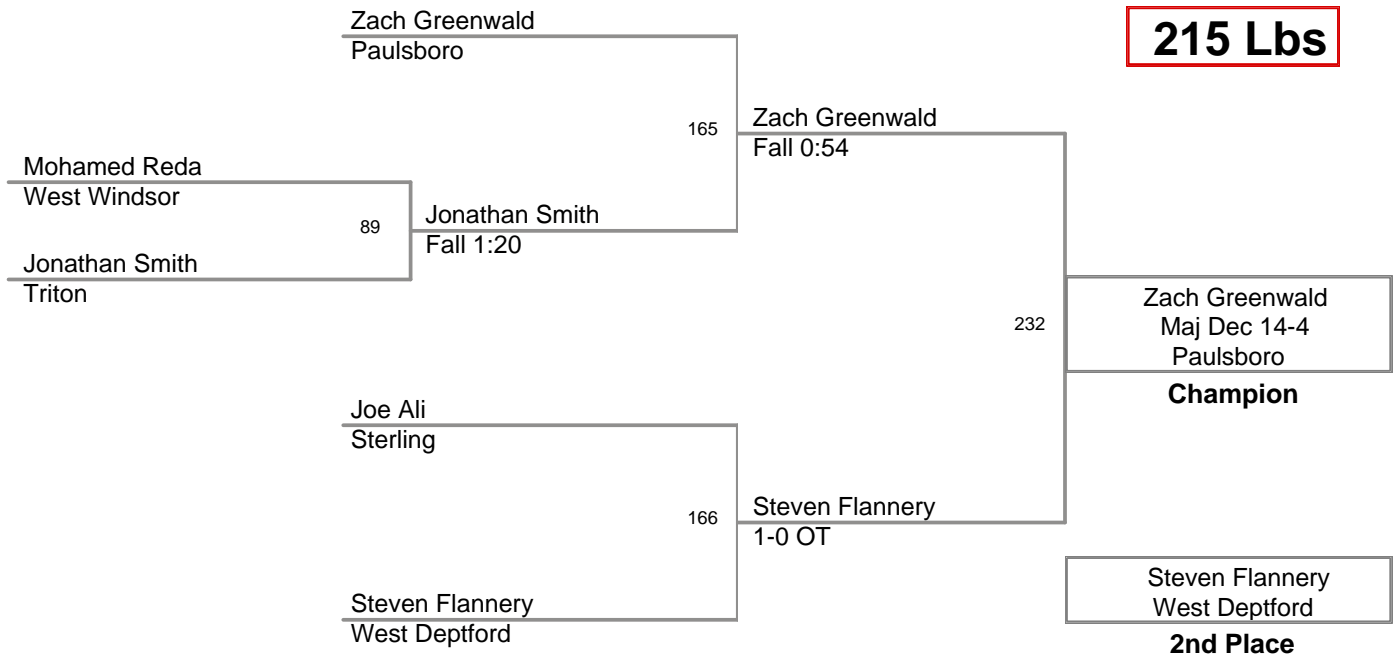 215 Lbs
Zach Greenwald
Paulsboro
165
Zach Greenwald
Fall 0:54
Mohamed Reda
West Windsor
89
Jonathan Smith
Fall 1:20
Jonathan Smith
Triton
232
Zach Greenwald
Maj Dec 14-4
Paulsboro
Champion
Joe Ali
Sterling
166
Steven Flannery
1-0 OT
Steven Flannery
West Deptford
Steven Flannery
West Deptford
2nd Place